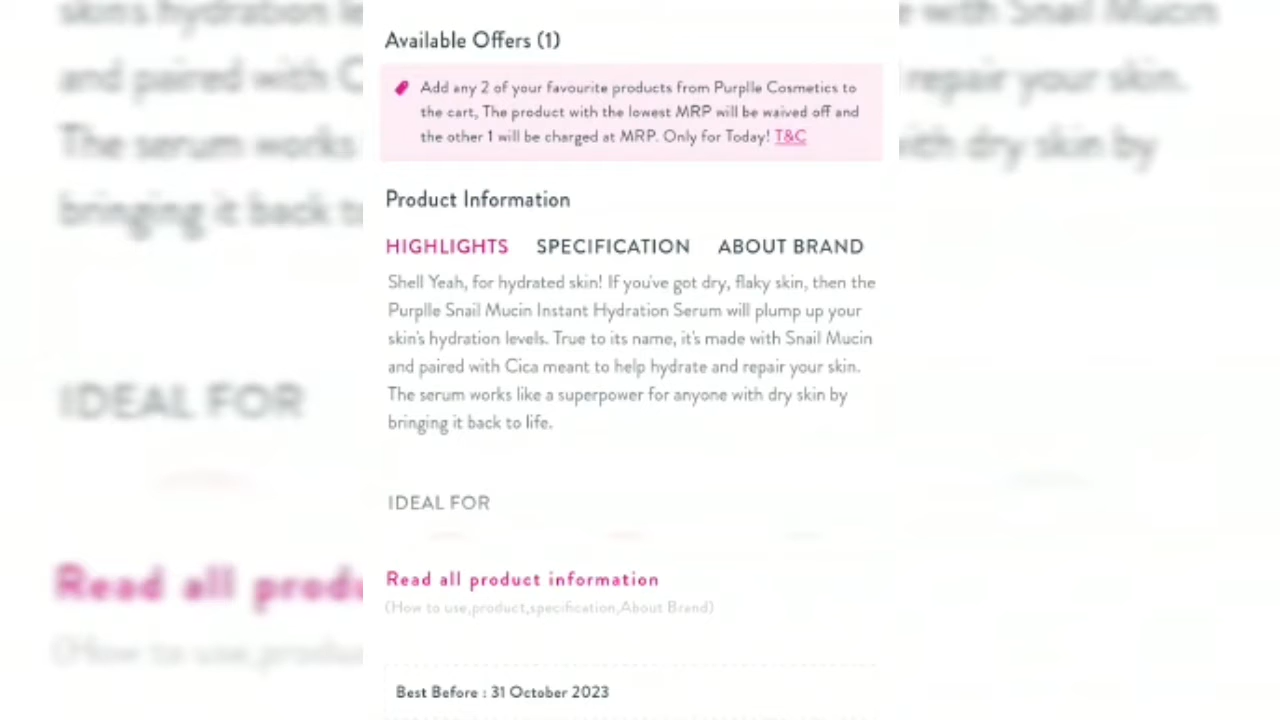 Available Offers (1)
Add any 2 of your favourite products from Purplle Cosmetics to
the cart, The product with the lowest MRP will be waived off and
the other 1 will be charged at MRP. Only for Today! T&C
Product Information
HIGHLIGHTS SPECIFICATION ABOUT BRAND
Shell Yeah, for hydrated skin! If you've got dry, flaky skin, then the
Purplle Snail Mucin Instant Hydration Serum will plump up your
skin's hydration levels. True to its name, it's made with Snail Mucin
and paired with Cica meant to help hydrate and repair your skin.
The serum works like a superpower for anyone with dry skin by
bringing it back to life.
IDEAL FOR
Read all product information
(How to use,product,specification,About Brand)
Best Before : 31 October 2023